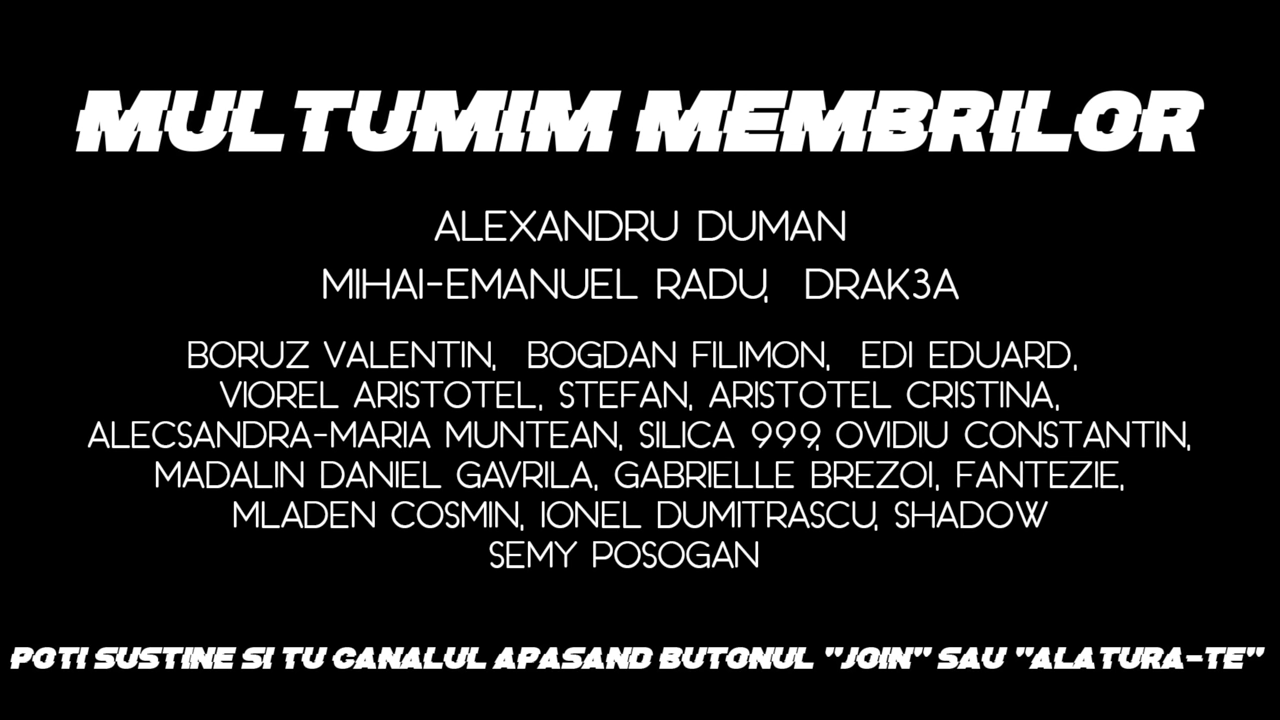 MULTUMIM MEMBRILOR
ALEXANDRU DUMAN
MIHAI-EMANUEL RADU, DRAK3A
BORUZ VALENTIN, BOGDAN FILIMON, EDI EDUARD,
VIOREL ARISTOTEL, STEFAN, ARISTOTEL CRISTINA,
ALECSANDRA-MARIA MUNTEAN, SILICA 999, OVIDIU CONSTANTIN,
MADALIN DANIEL GAVRILA, GABRIELLE BREZOI, FANTEZIE,
MLADEN COSMIN, IONEL DUMITRASCU, SHADOW
SEMY POSOGAN
POTI SUSTINE SI TU CANALUL APASAND BUTONUL "JOIN" SAU "ALATURA-TE"